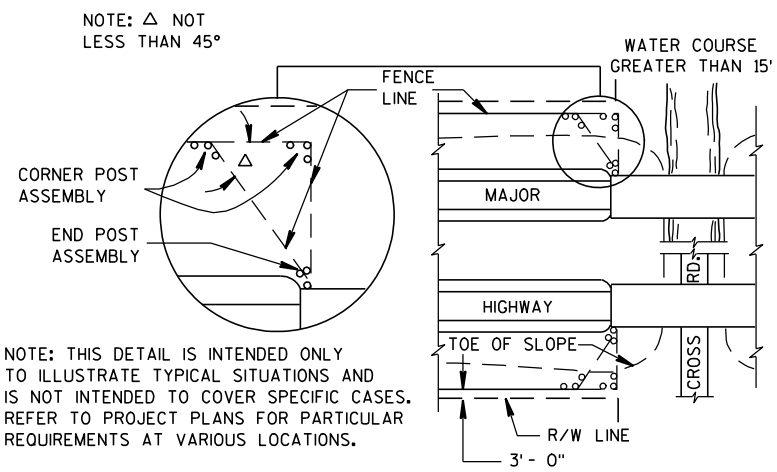 NOTE: △ NOT
LESS THAN 45°
WATER COURSE
GREATER THAN 15'
FENCE
LINE
CORNER POST
ASSEMBLY
MAJOR
END POST
ASSEMBLY
RD.
HIGHWAY
TOE OF SLOPE
CROSS
NOTE: THIS DETAIL IS INTENDED ONLY
TO ILLUSTRATE TYPICAL SITUATIONS AND
IS NOT INTENDED TO COVER SPECIFIC CASES.
REFER TO PROJECT PLANS FOR PARTICULAR
REQUIREMENTS AT VARIOUS LOCATIONS.
R/W LINE
3'- 0"